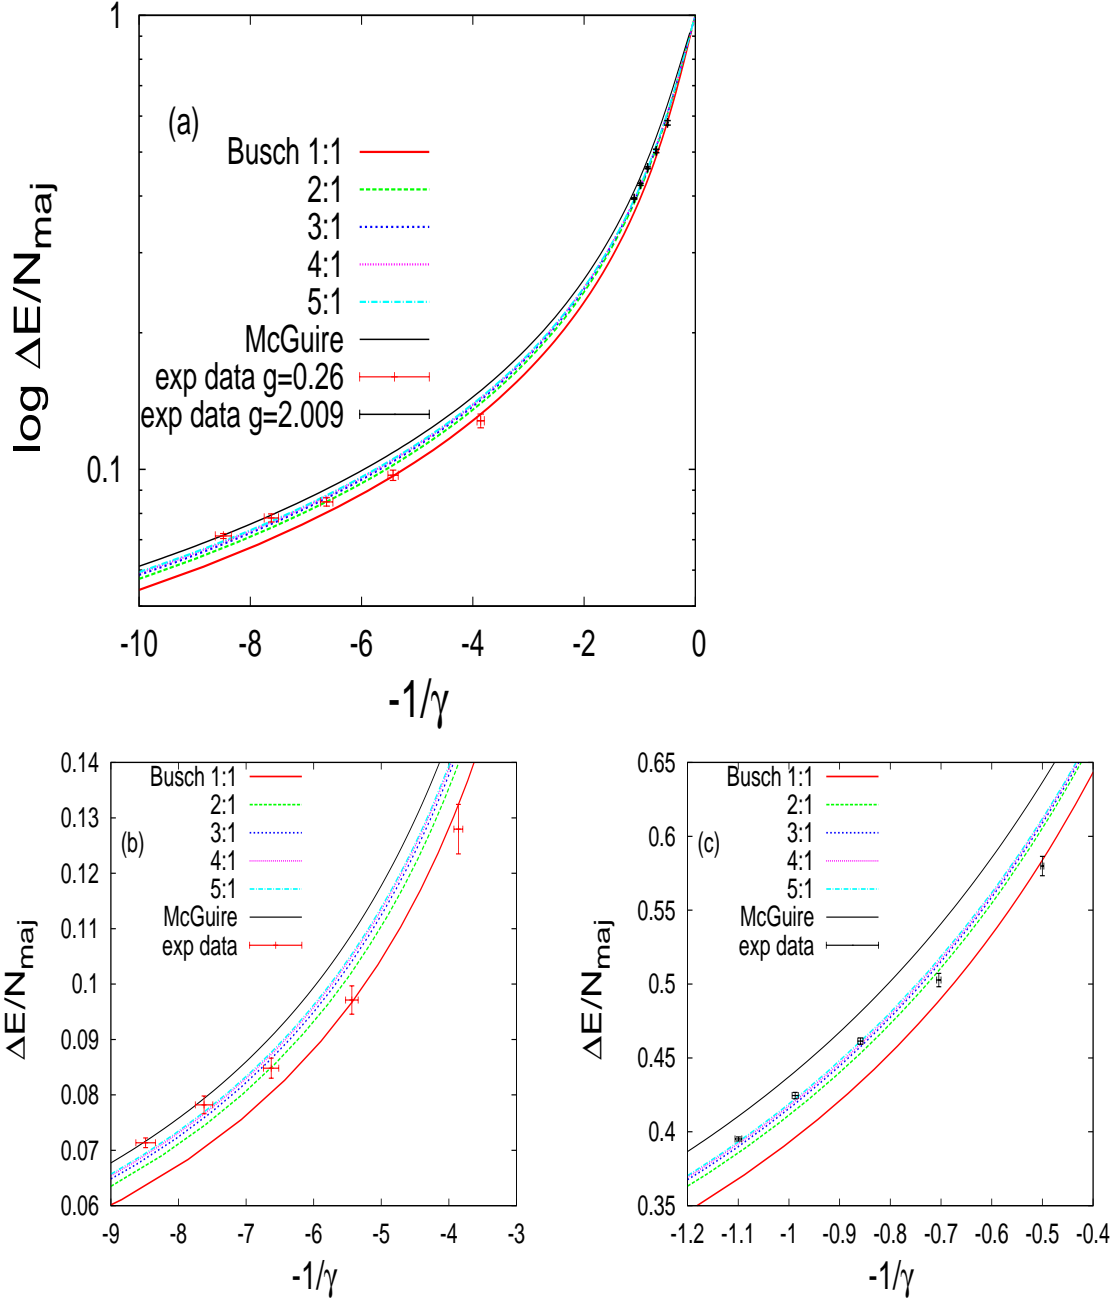 1
(a)
Busch 1:1
2:1
3:1
4:1
5:1
McGuire
exp data g=0.26
exp data g=2.009
0.1
log ΔE/N_maj
-10 -8 -6 -4 -2 0
-1/γ
0.14
0.13
0.12
0.11
0.1
0.09
0.08
0.07
0.06
ΔE/N_maj
(b)
Busch 1:1
2:1
3:1
4:1
5:1
McGuire
exp data
-9 -8 -7 -6 -5 -4 -3
-1/γ
0.65
0.6
0.55
0.5
0.45
0.4
0.35
ΔE/N_maj
(c)
Busch 1:1
2:1
3:1
4:1
5:1
McGuire
exp data
-1.2 -1.1 -1 -0.9 -0.8 -0.7 -0.6 -0.5 -0.4
-1/γ